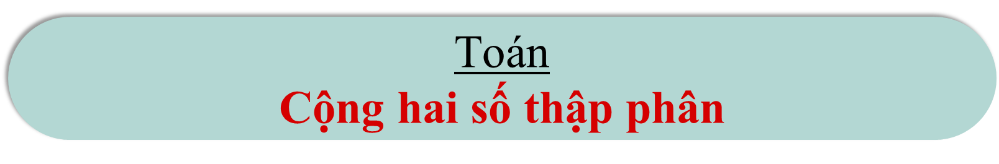 Toán
Cộng hai số thập phân